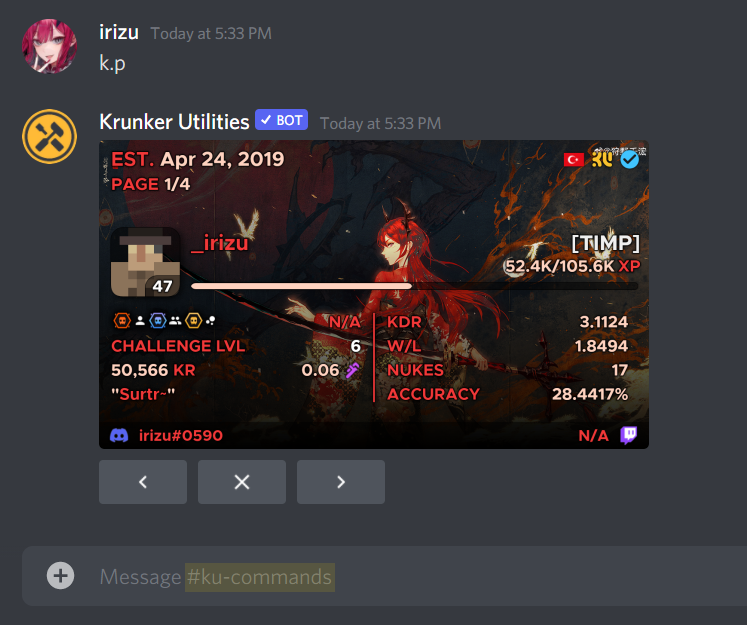 irizu Today at 5:33 PM
k.p
Krunker Utilities ✓ BOT Today at 5:33 PM
EST. Apr 24, 2019
PAGE 1/4
KU
_irizu
[TIMP]
52.4K/105.6K XP
47
N/A
CHALLENGE LVL 6
50,566 KR 0.06
"Surtr~"
KDR 3.1124
W/L 1.8494
NUKES 17
ACCURACY 28.4417%
irizu#0590
N/A
Message #ku-commands